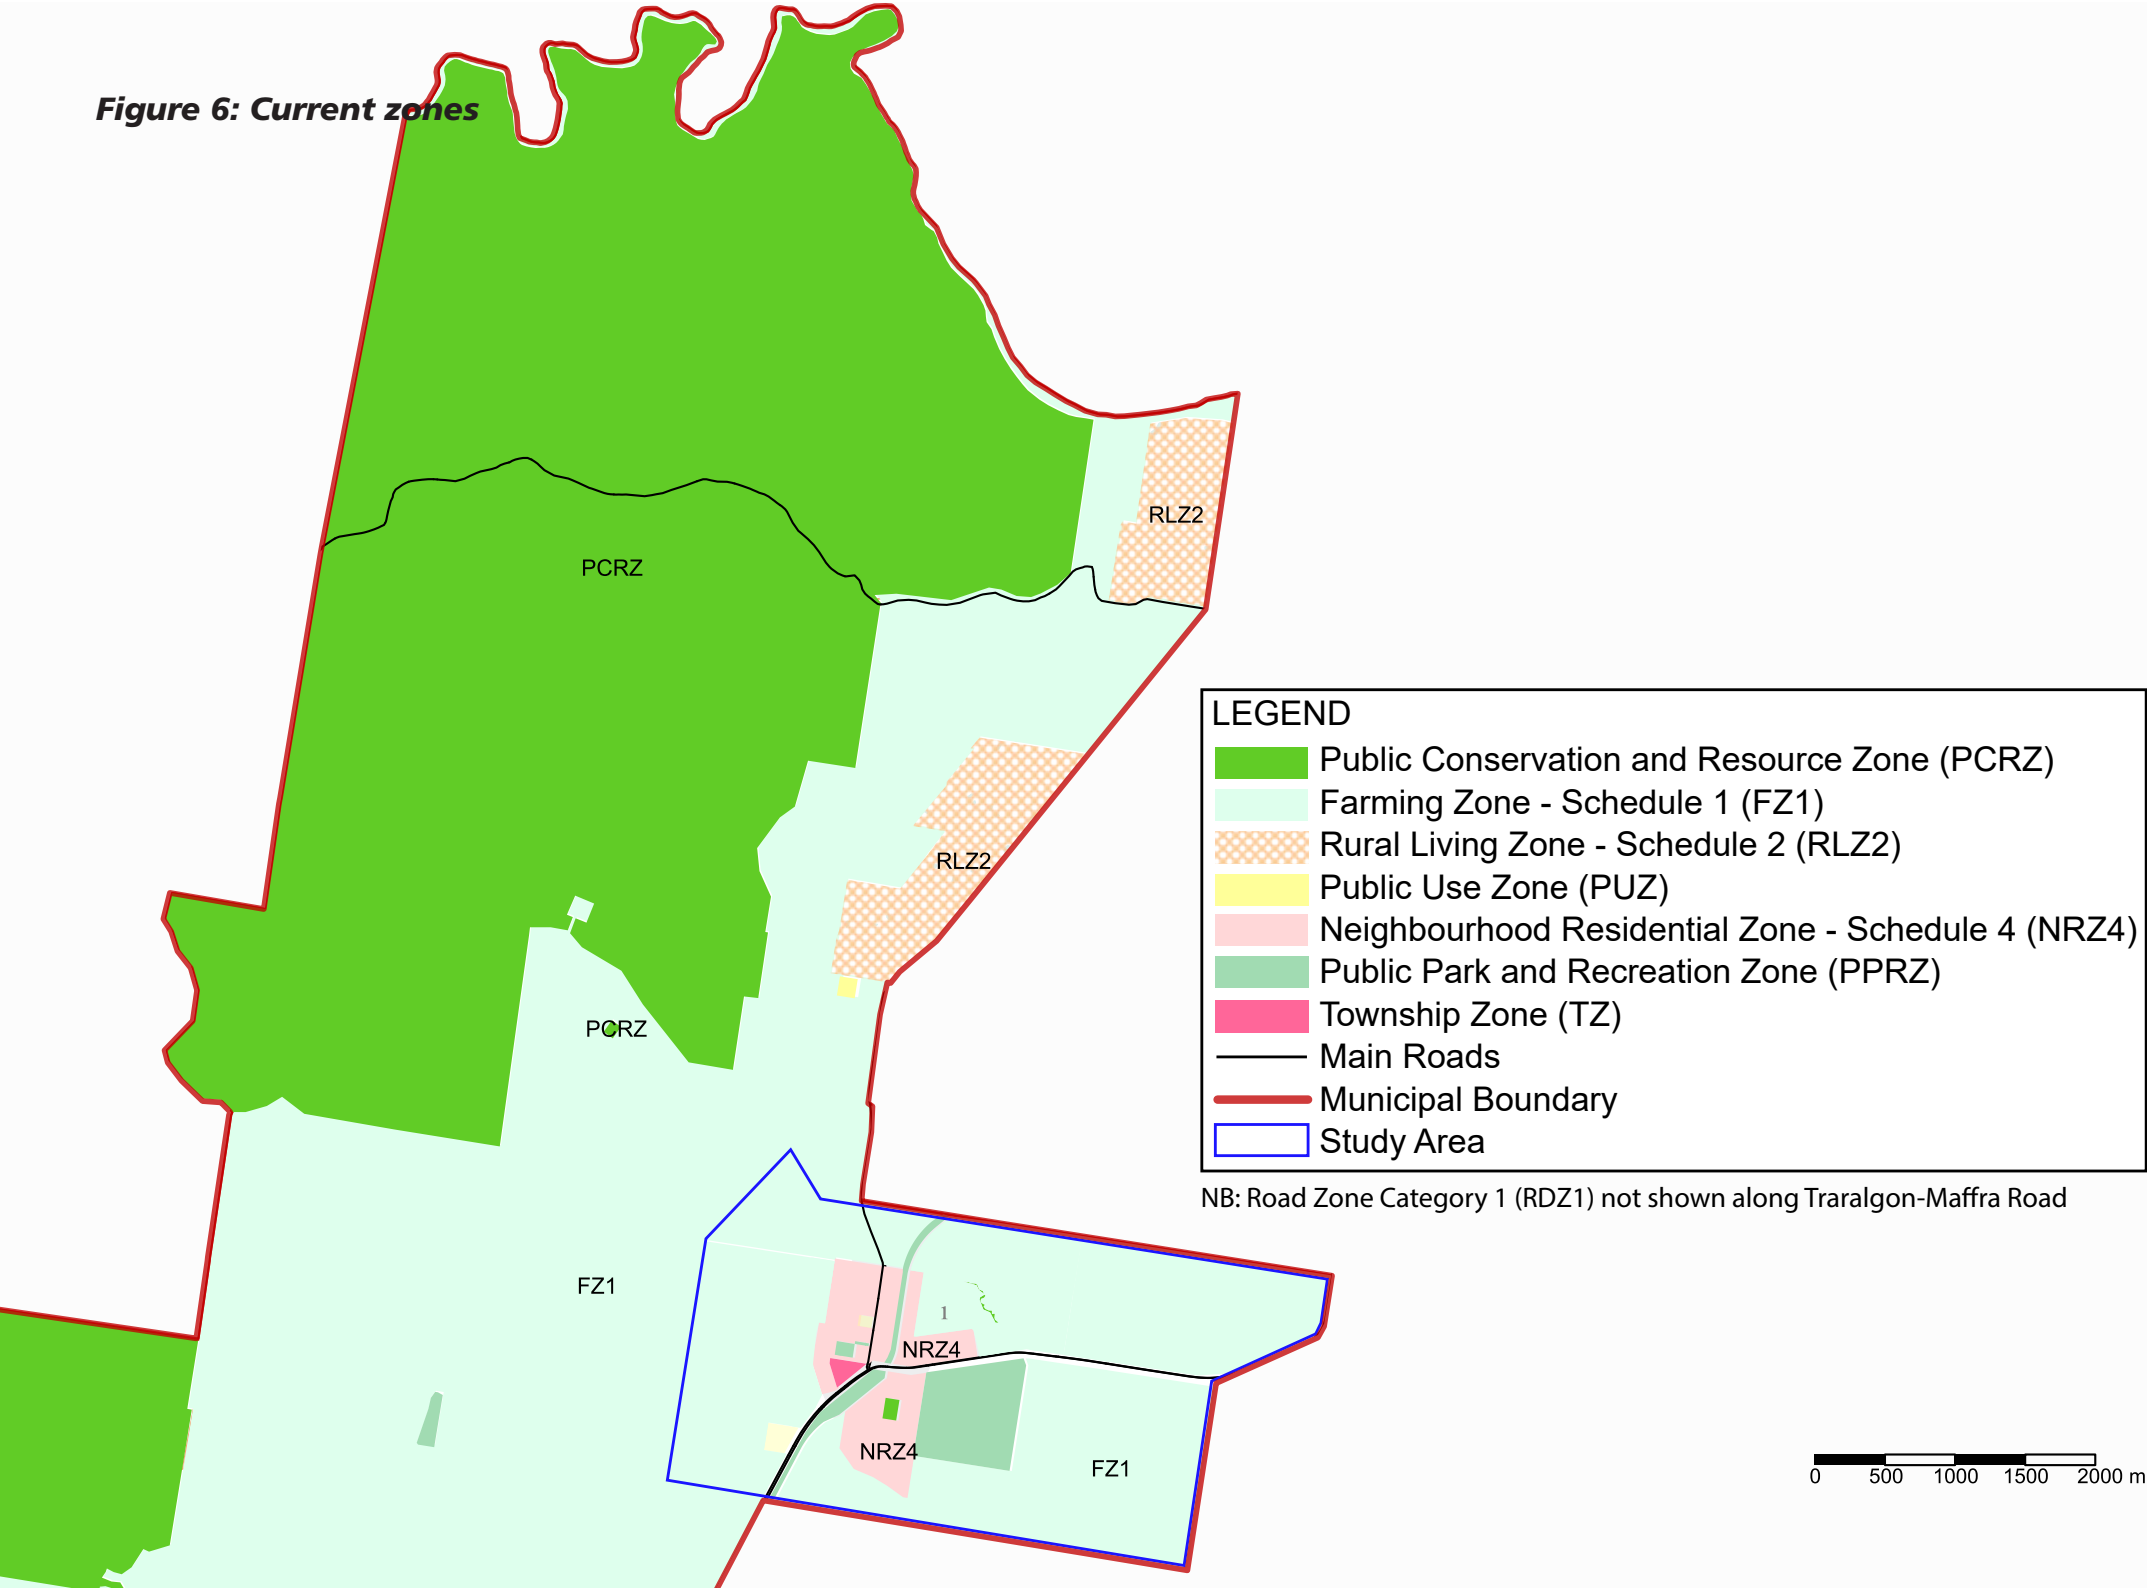 Figure 6: Current zones
RLZ2
PCRZ
LEGEND
Public Conservation and Resource Zone (PCRZ)
Farming Zone - Schedule 1 (FZ1)
Rural Living Zone - Schedule 2 (RLZ2)
RLZ2
Public Use Zone (PUZ)
Neighbourhood Residential Zone - Schedule 4 (NRZ4)
Public Park and Recreation Zone (PPRZ)
Township Zone (TZ)
PCRZ
Main Roads
Municipal Boundary
Study Area
NB: Road Zone Category 1 (RDZ1) not shown along Traralgon-Maffra Road
FZ1
1
NRZ4
NRZ4
FZ1
0 500 1000 1500 2000 m